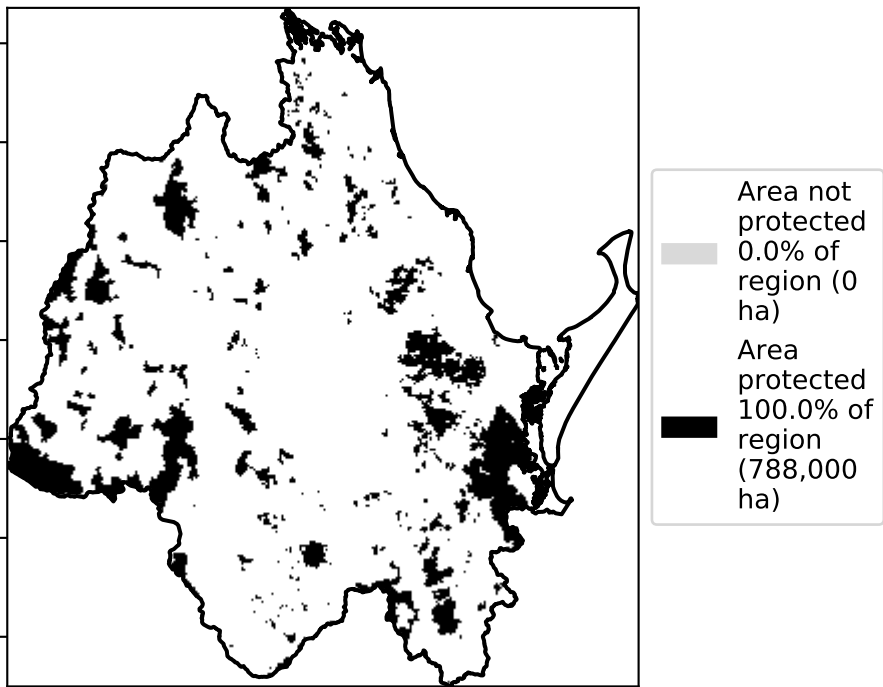 Area not
protected
0.0% of
region (0
ha)
Area
protected
100.0% of
region
(788,000
ha)